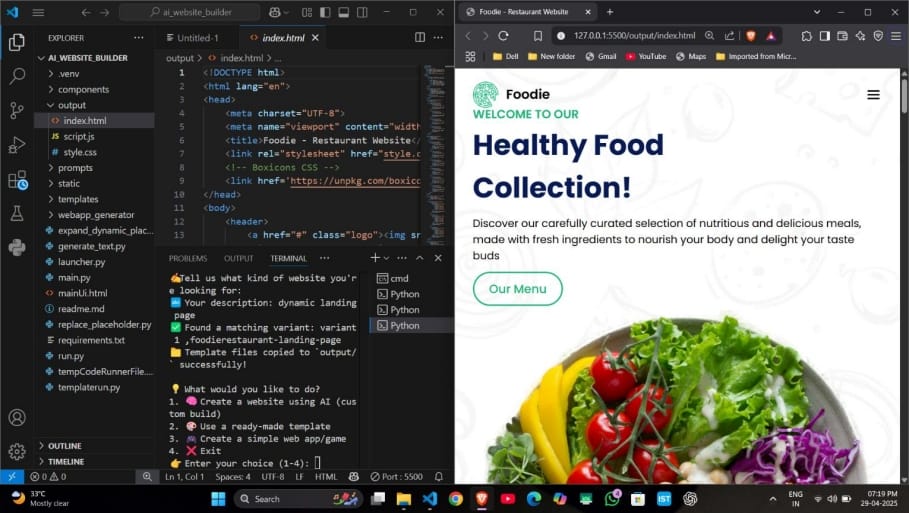 ai_website_builder
EXPLORER
AI_WEBSITE_BUILDER
.venv
components
output
index.html
JS script.js
# style.css
prompts
static
templates
webapp_generator
expand_dynamic_plac...
generate_text.py
launcher.py
main.py
mainUi.html
readme.md
replace_placeholder.py
requirements.txt
run.py
tempCodeRunnerFile....
templaterun.py
OUTLINE
TIMELINE
Untitled-1
index.html
output > index.html > ...
1 <!DOCTYPE html>
2 <html lang="en">
3 <head>
4 <meta charset="UTF-8">
5 <meta name="viewport" content="width
6 <title>Foodie - Restaurant Website</
7 <link rel="stylesheet" href="style.c
8 <!-- Boxicons CSS -->
9 <link href='https://unpkg.com/boxico
10 </head>
11 <body>
12 <header>
13 <a href="#" class="logo"><img sr
PROBLEMS OUTPUT TERMINAL ...
Tell us what kind of website you'r
e looking for:
Your description: dynamic landing
page
Found a matching variant: variant
1 ,foodierestaurant-landing-page
Template files copied to `output/
` successfully!
What would you like to do?
1. Create a website using AI (cus
tom build)
2. Use a ready-made template
3. Create a simple web app/game
4. Exit
Enter your choice (1-4):
cmd
Python
Python
Python
0 0 Ln 1, Col 1 Spaces: 4 UTF-8 LF HTML Port : 5500
Foodie - Restaurant Website
127.0.0.1:5500/output/index.html
Dell New folder Gmail YouTube Maps Imported from Micr...
Foodie
WELCOME TO OUR
Healthy Food
Collection!
Discover our carefully curated selection of nutritious and delicious meals,
made with fresh ingredients to nourish your body and delight your taste
buds
Our Menu
33°C
Mostly clear
Search
4
IST
ENG
IN
07:19 PM
29-04-2025